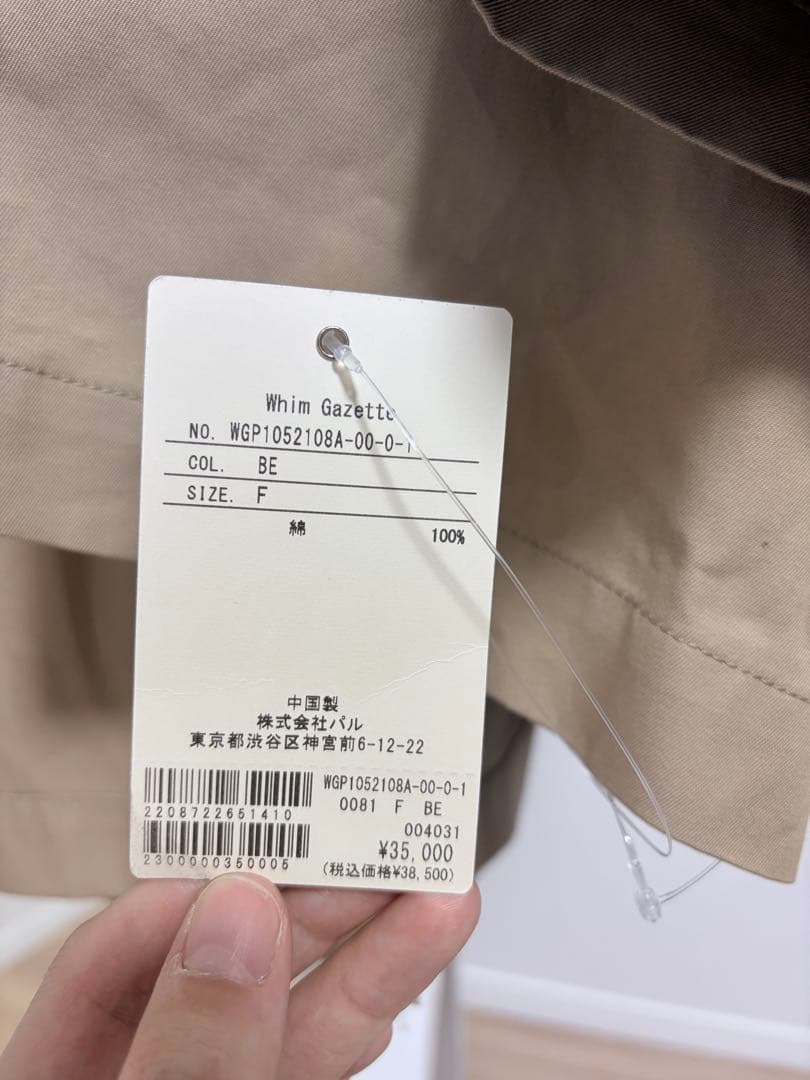 Whim Gazette
NO. WGP1052108A-00-0-1
COL. BE
SIZE. F
綿 100%
中国製
株式会社パル
東京都渋谷区神宮前6-12-22
WGP1052108A-00-0-1
0081 F BE
2208722651410
004031
¥35,000
2300000350005
(税込価格¥38,500)